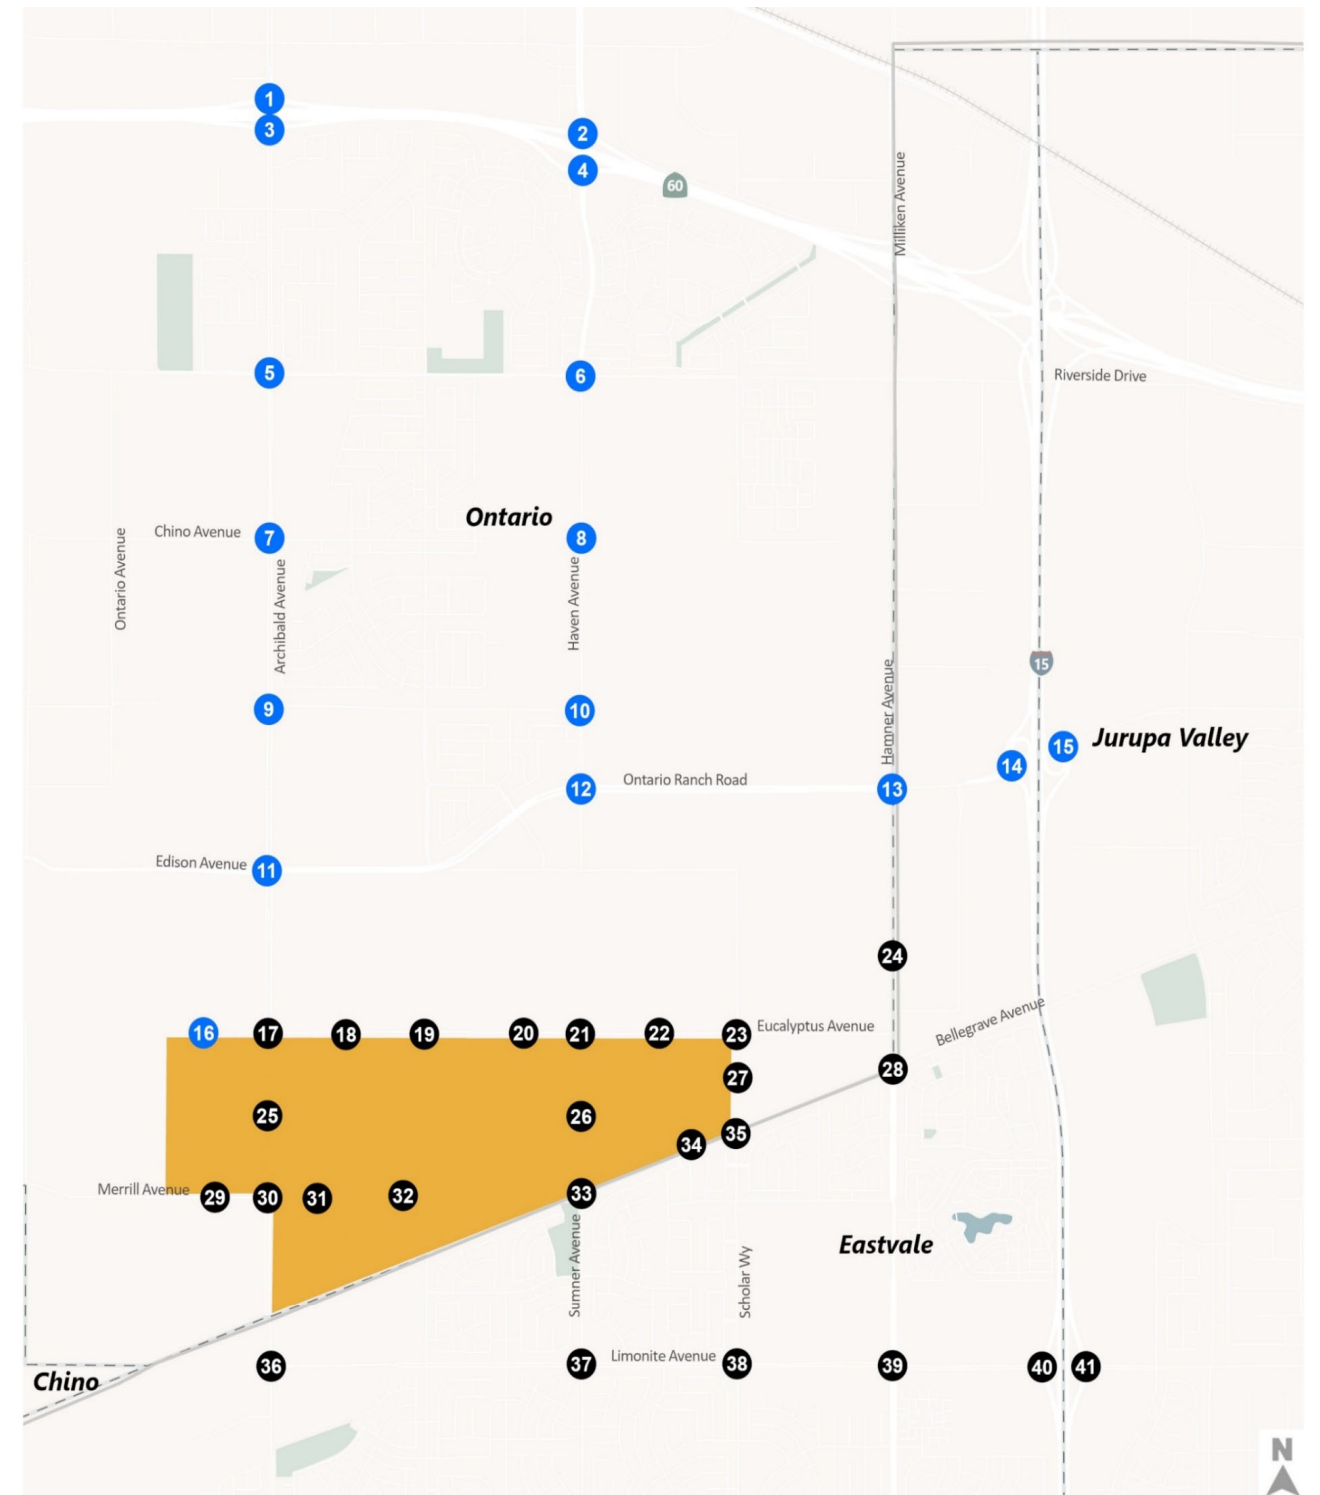 1
3
2
4
60
Milliken Avenue
5
6
Riverside Drive
Ontario
Chino Avenue
7
8
Ontario Avenue
Archibald Avenue
Haven Avenue
15
Hamner Avenue
9
10
Jurupa Valley
15
14
Ontario Ranch Road
12
13
Edison Avenue
11
24
Bellegrave Avenue
16
17
18
19
20
21
22
23
Eucalyptus Avenue
28
27
25
26
35
34
Merrill Avenue
29
30
31
32
33
Sumner Avenue
Scholar Wy
Eastvale
Limonite Avenue
36
37
38
39
40
41
Chino
N